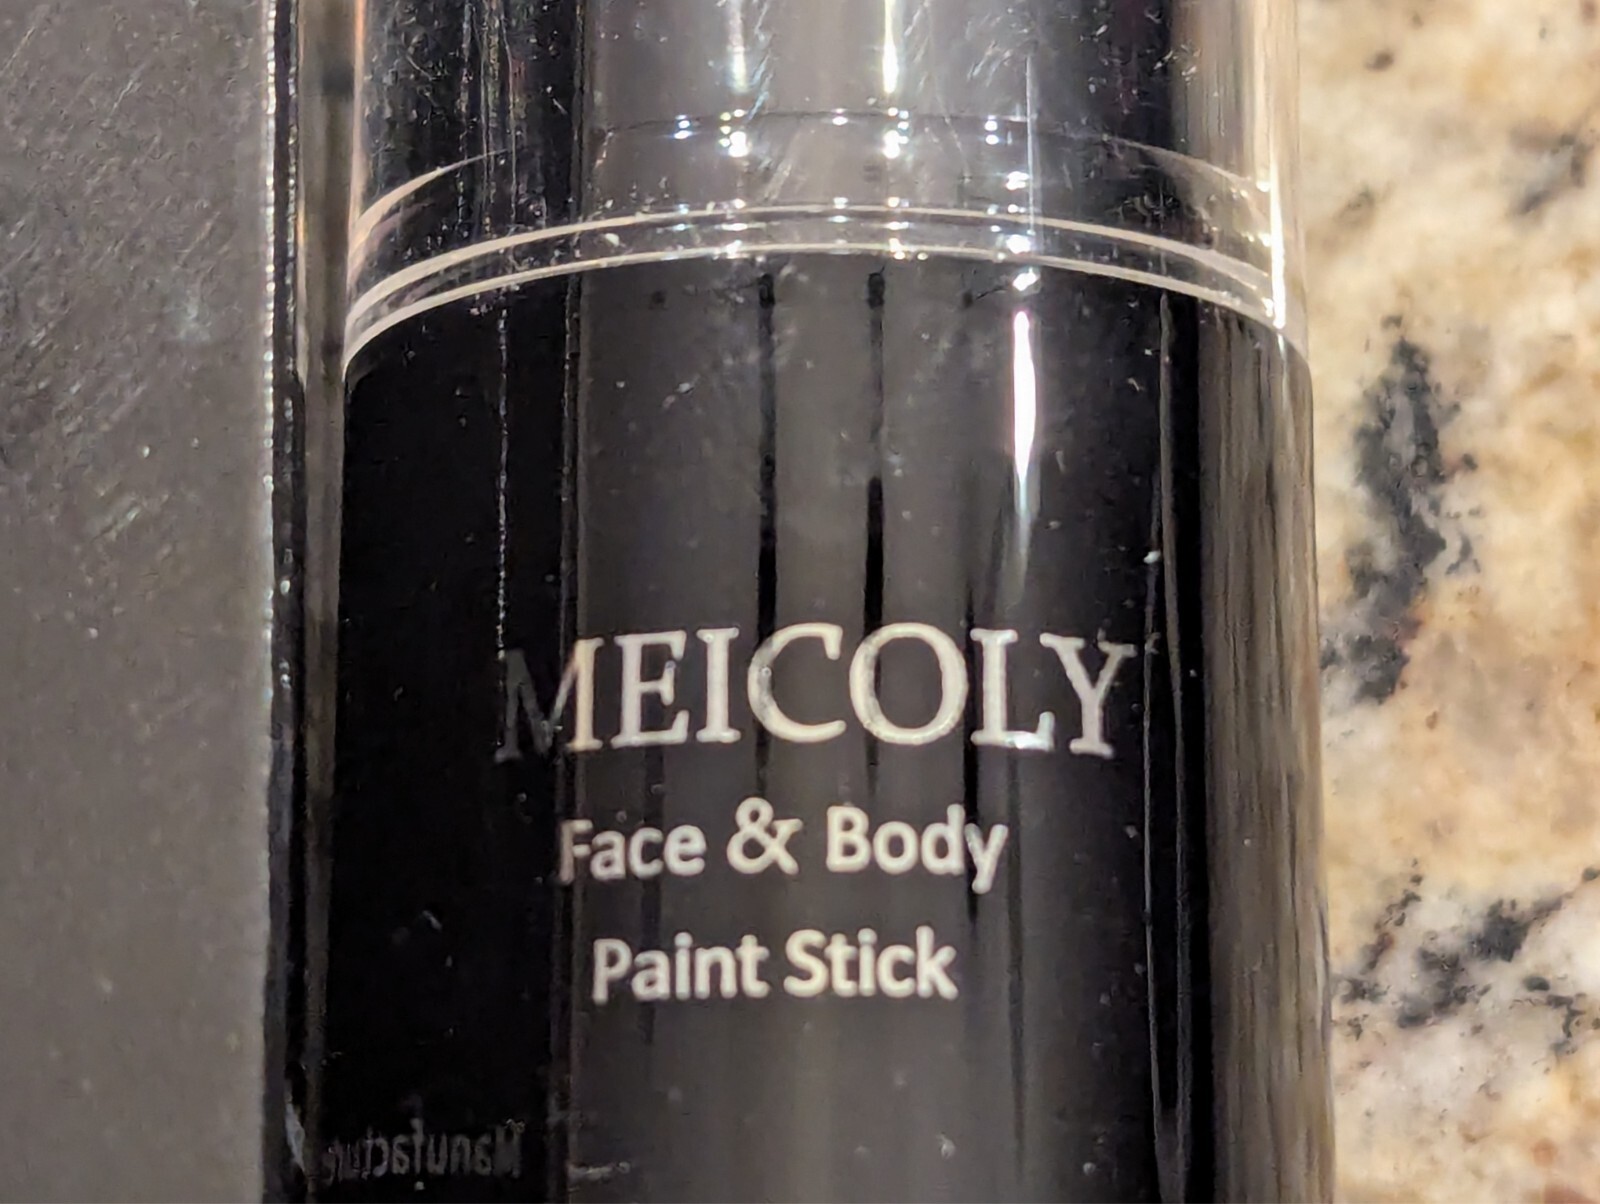 MEICOLY
Face & Body
Paint Stick